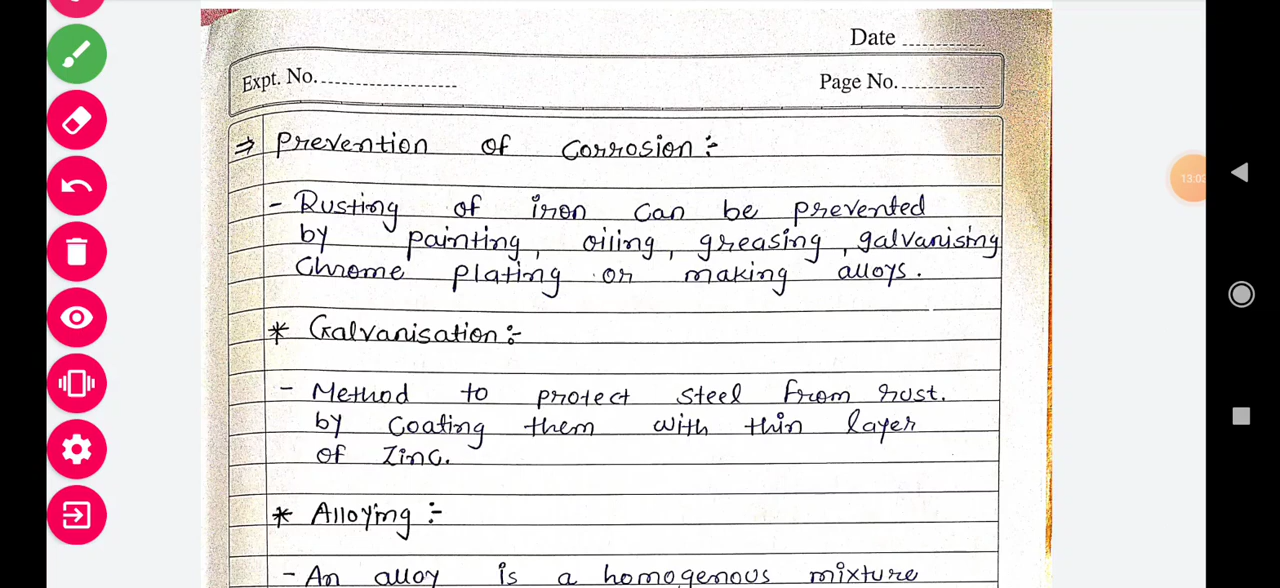 Date ............
Expt. No. ........................
Page No. ..............
⇒ Prevention of Corrosion :-
- Rusting of iron can be prevented
by painting, oiling, greasing, galvanising
Chrome plating or making alloys.
* Galvanisation :-
- Method to protect steel from rust.
by coating them with thin layer
of Zinc.
* Alloying :-
- An alloy is a homogenous mixture